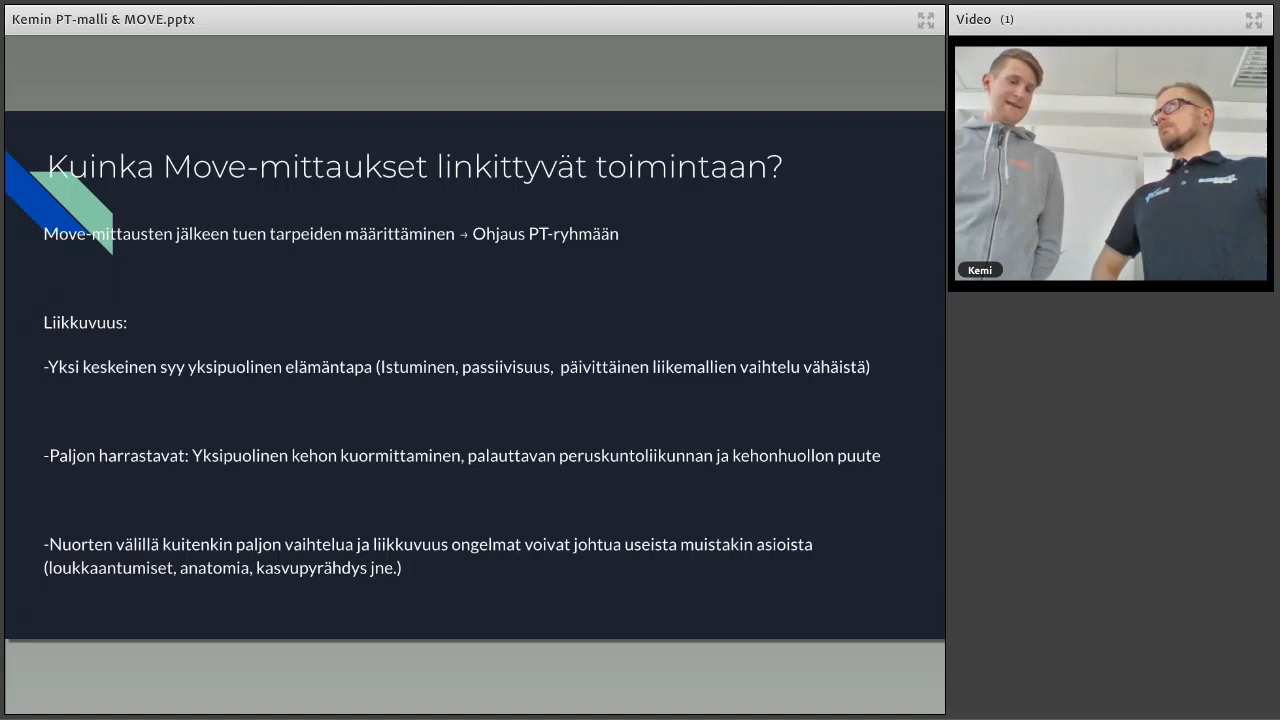 Kemin PT-malli & MOVE.pptx
Video (1)
Kuinka Move-mittaukset linkittyvät toimintaan?
Move-mittausten jälkeen tuen tarpeiden määrittäminen → Ohjaus PT-ryhmään
Liikkuvuus:
-Yksi keskeinen syy yksipuolinen elämäntapa (Istuminen, passiivisuus, päivittäinen liikemallien vaihtelu vähäistä)
-Paljon harrastavat: Yksipuolinen kehon kuormittaminen, palauttavan peruskuntoliikunnan ja kehonhuollon puute
-Nuorten välillä kuitenkin paljon vaihtelua ja liikkuvuus ongelmat voivat johtua useista muistakin asioista
(loukkaantumiset, anatomia, kasvupyrähdys jne.)
Kemi